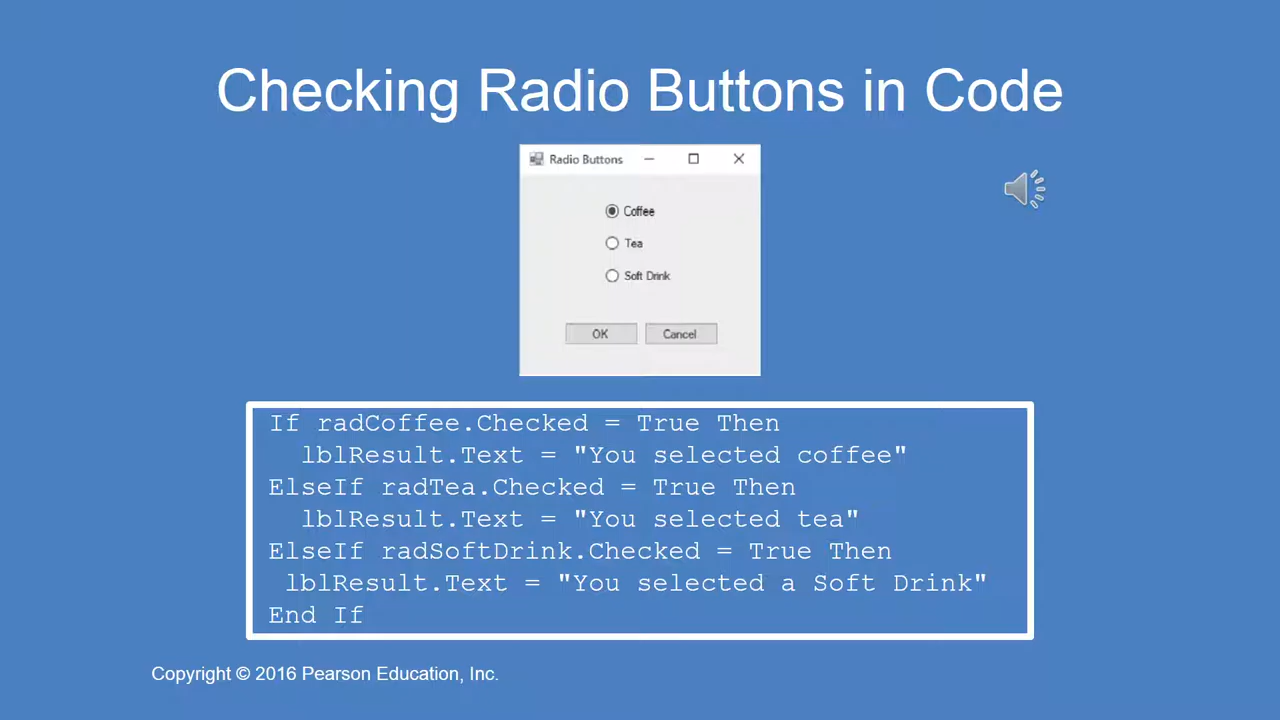 Checking Radio Buttons in Code
Radio Buttons
Coffee
Tea
Soft Drink
OK Cancel
If radCoffee.Checked = True Then
lblResult.Text = "You selected coffee"
ElseIf radTea.Checked = True Then
lblResult.Text = "You selected tea"
ElseIf radSoftDrink.Checked = True Then
lblResult.Text = "You selected a Soft Drink"
End If
Copyright © 2016 Pearson Education, Inc.